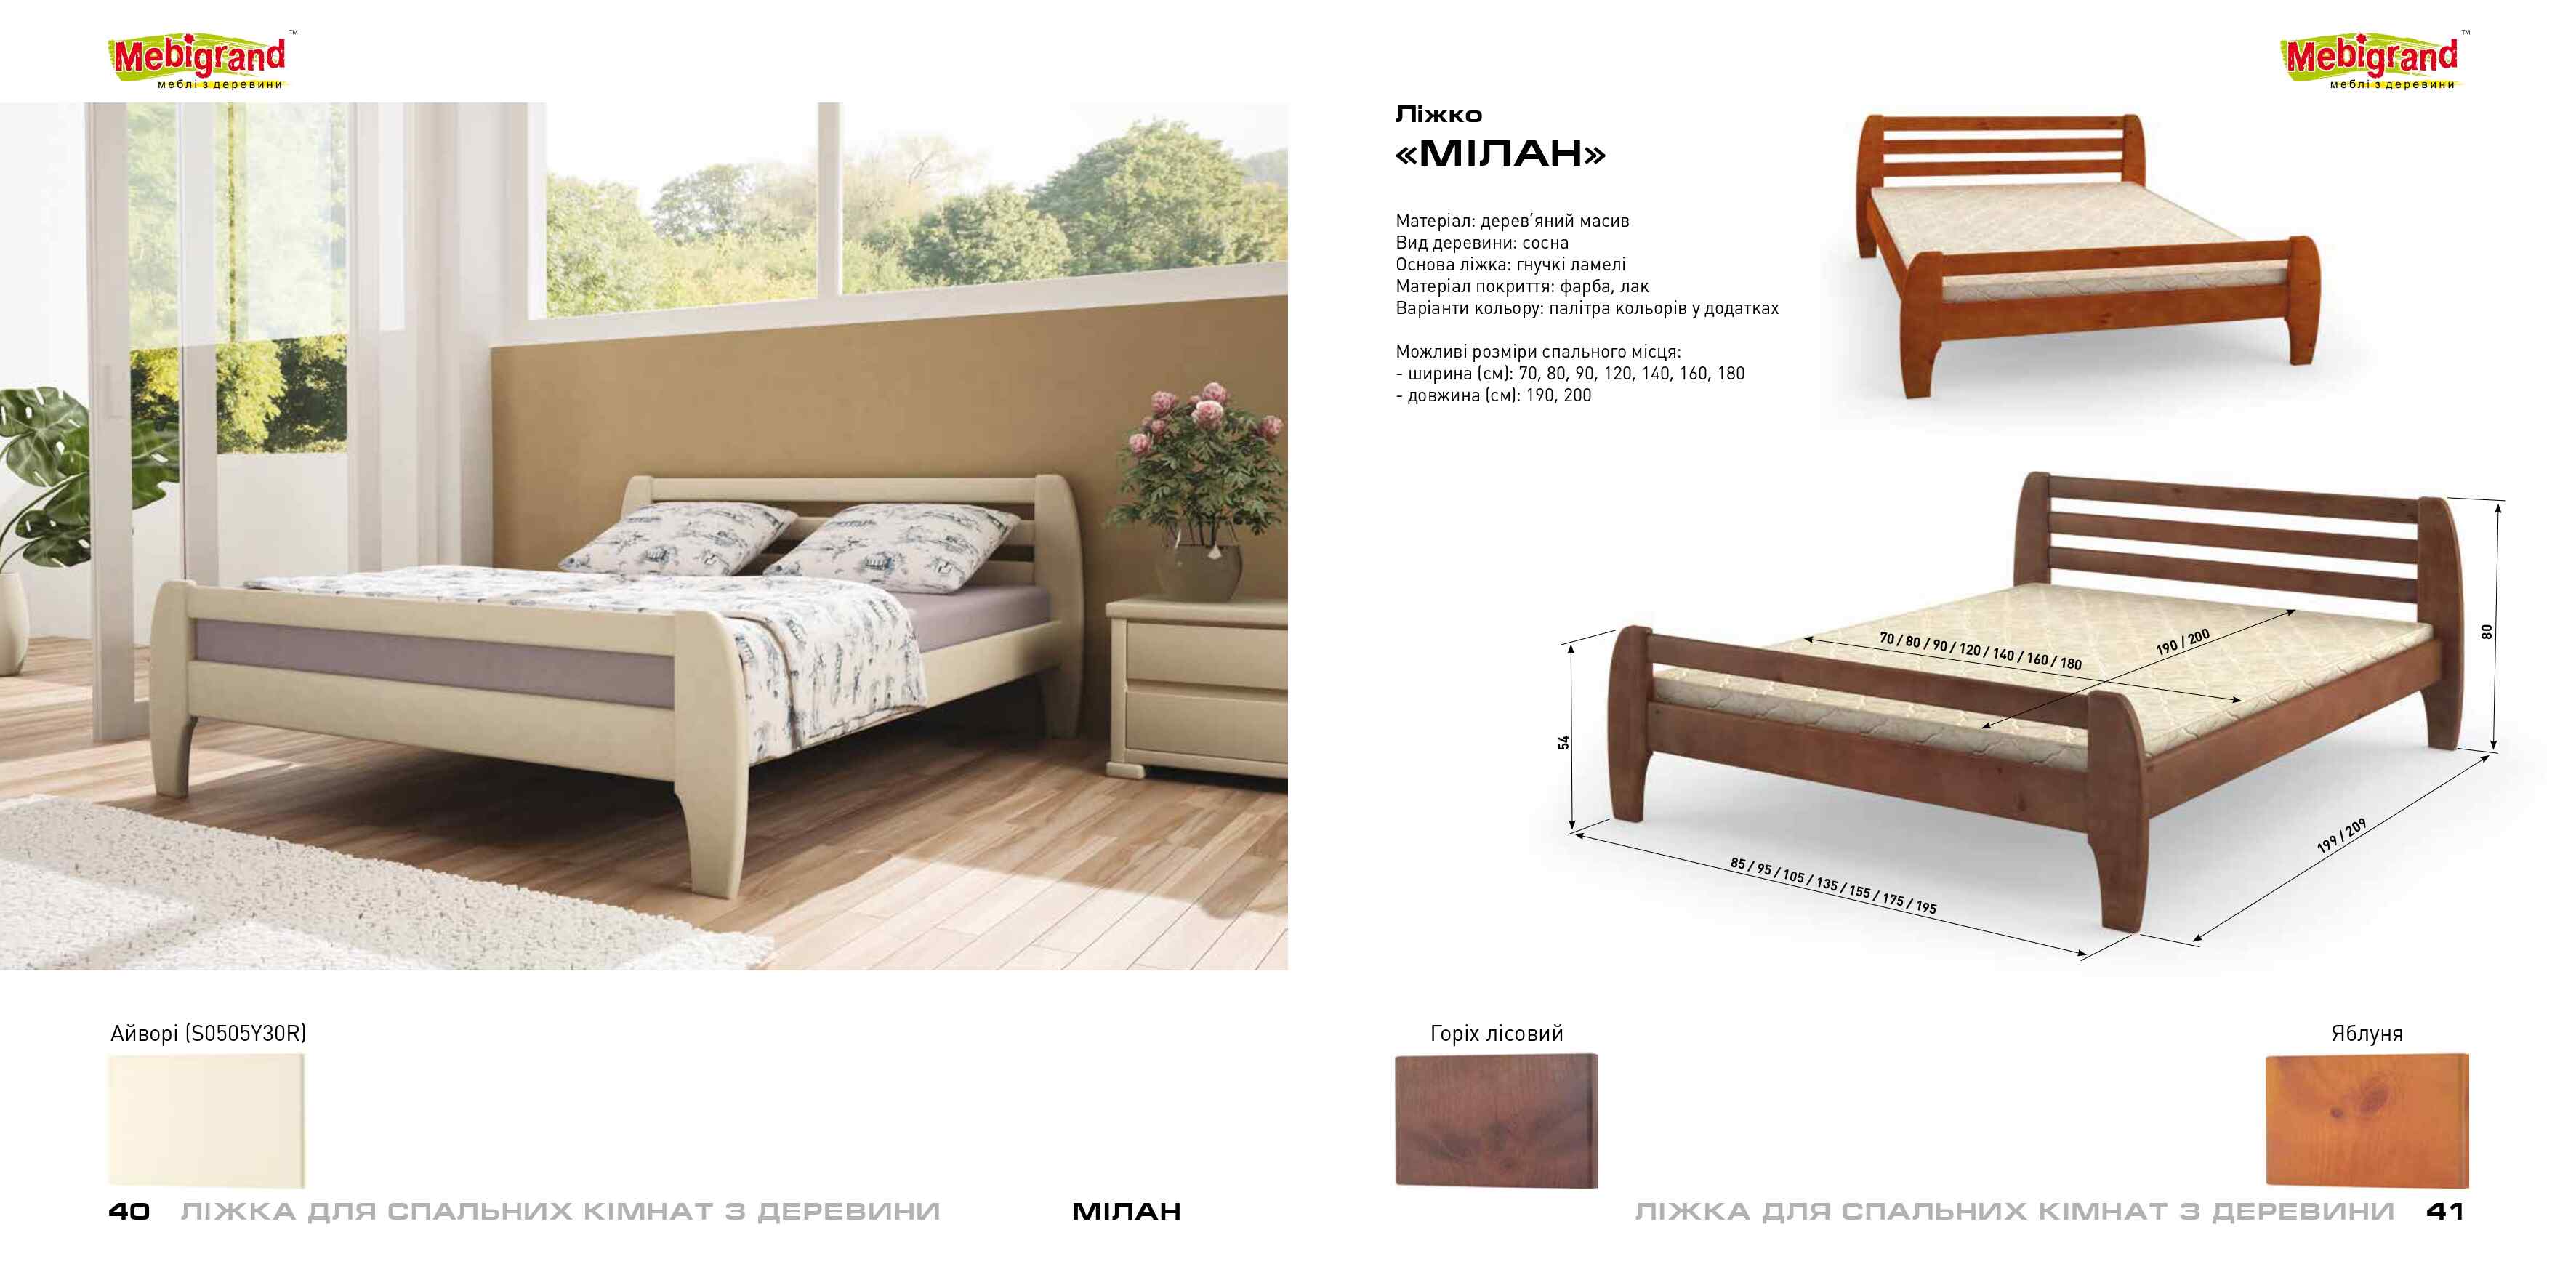 Mebigrand TM
меблі з деревини
Айворі (S0505Y30R)
40 ЛІЖКА ДЛЯ СПАЛЬНИХ КІМНАТ З ДЕРЕВИНИ
МІЛАН
Mebigrand TM
меблі з деревини
Ліжко
«МІЛАН»
Матеріал: дерев’яний масив
Вид деревини: сосна
Основа ліжка: гнучкі ламелі
Матеріал покриття: фарба, лак
Варіанти кольору: палітра кольорів у додатках
Можливі розміри спального місця:
- ширина (см): 70, 80, 90, 120, 140, 160, 180
- довжина (см): 190, 200
70 / 80 / 90 / 120 / 140 / 160 / 180
190 / 200
80
54
85 / 95 / 105 / 135 / 155 / 175 / 195
199 / 209
Горіх лісовий
Яблуня
ЛІЖКА ДЛЯ СПАЛЬНИХ КІМНАТ З ДЕРЕВИНИ 41